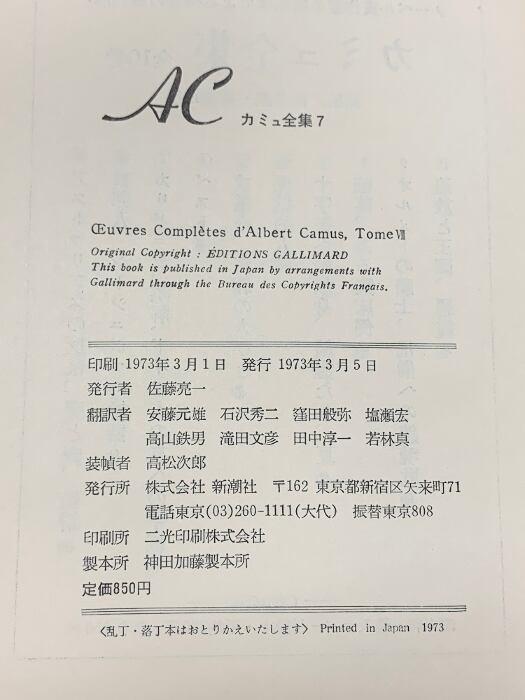 AC カミュ全集7
Œuvres Complètes d'Albert Camus, Tome Ⅷ
Original Copyright : ÉDITIONS GALLIMARD
This book is published in Japan by arrangements with
Gallimard through the Bureau des Copyrights Français.
印刷 1973年3月1日 発行 1973年3月5日
発行者 佐藤亮一
翻訳者 安藤元雄 石沢秀二 窪田般弥 塩瀬宏
高山鉄男 滝田文彦 田中淳一 若林真
装幀者 高松次郎
発行所 株式会社 新潮社 〒162 東京都新宿区矢来町71
電話東京(03)260-1111(大代) 振替東京808
印刷所 二光印刷株式会社
製本所 神田加藤製本所
定価850円
〈乱丁・落丁本はおとりかえいたします〉 Printed in Japan 1973